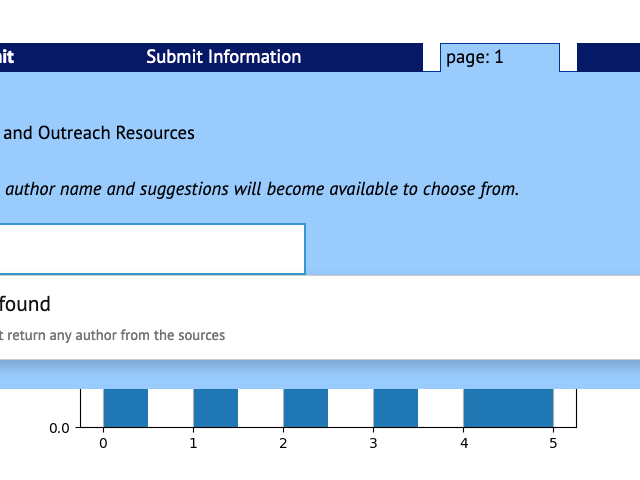 it Submit Information page: 1
and Outreach Resources
author name and suggestions will become available to choose from.
found
t return any author from the sources
0.0
0 1 2 3 4 5